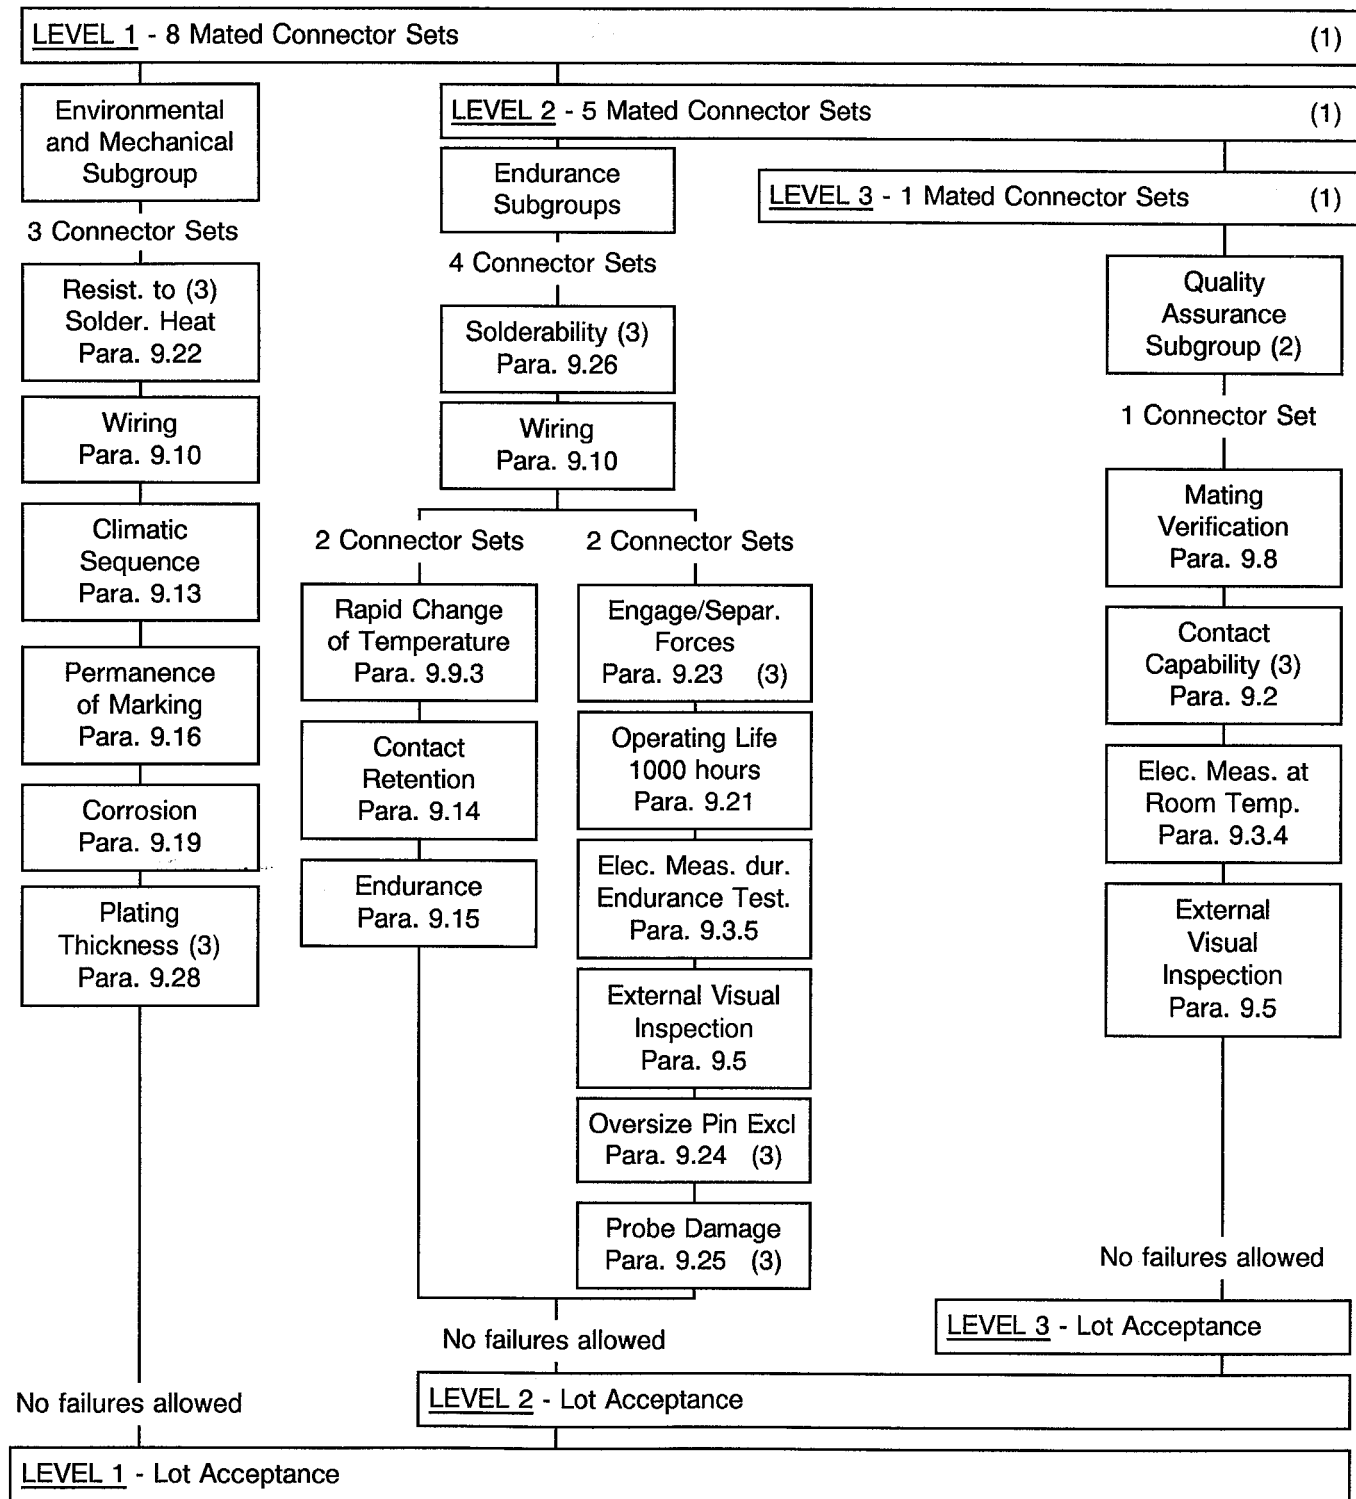 LEVEL 1 - 8 Mated Connector Sets (1)
Environmental
and Mechanical
Subgroup
3 Connector Sets
Resist. to (3)
Solder. Heat
Para. 9.22
Wiring
Para. 9.10
Climatic
Sequence
Para. 9.13
Permanence
of Marking
Para. 9.16
Corrosion
Para. 9.19
Plating
Thickness (3)
Para. 9.28
No failures allowed
LEVEL 2 - 5 Mated Connector Sets (1)
Endurance
Subgroups
4 Connector Sets
Solderability (3)
Para. 9.26
Wiring
Para. 9.10
2 Connector Sets
Rapid Change
of Temperature
Para. 9.9.3
Contact
Retention
Para. 9.14
Endurance
Para. 9.15
2 Connector Sets
Engage/Separ.
Forces
Para. 9.23 (3)
Operating Life
1000 hours
Para. 9.21
Elec. Meas. dur.
Endurance Test.
Para. 9.3.5
External Visual
Inspection
Para. 9.5
Oversize Pin Excl
Para. 9.24 (3)
Probe Damage
Para. 9.25 (3)
No failures allowed
LEVEL 3 - 1 Mated Connector Sets (1)
Quality
Assurance
Subgroup (2)
1 Connector Set
Mating
Verification
Para. 9.8
Contact
Capability (3)
Para. 9.2
Elec. Meas. at
Room Temp.
Para. 9.3.4
External
Visual
Inspection
Para. 9.5
No failures allowed
LEVEL 3 - Lot Acceptance
LEVEL 2 - Lot Acceptance
LEVEL 1 - Lot Acceptance